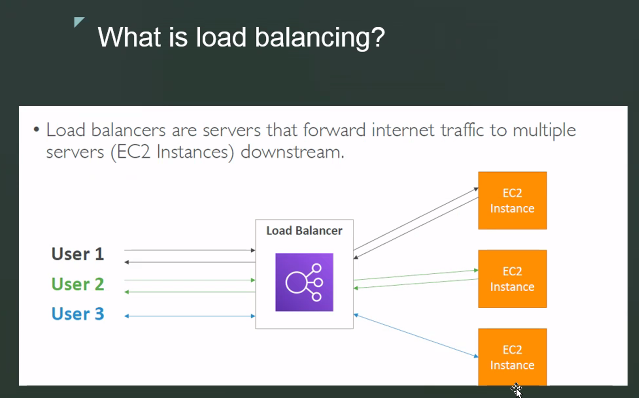 What is load balancing?
• Load balancers are servers that forward internet traffic to multiple
servers (EC2 Instances) downstream.
Load Balancer
User 1
User 2
User 3
EC2
Instance
EC2
Instance
EC2
Instance